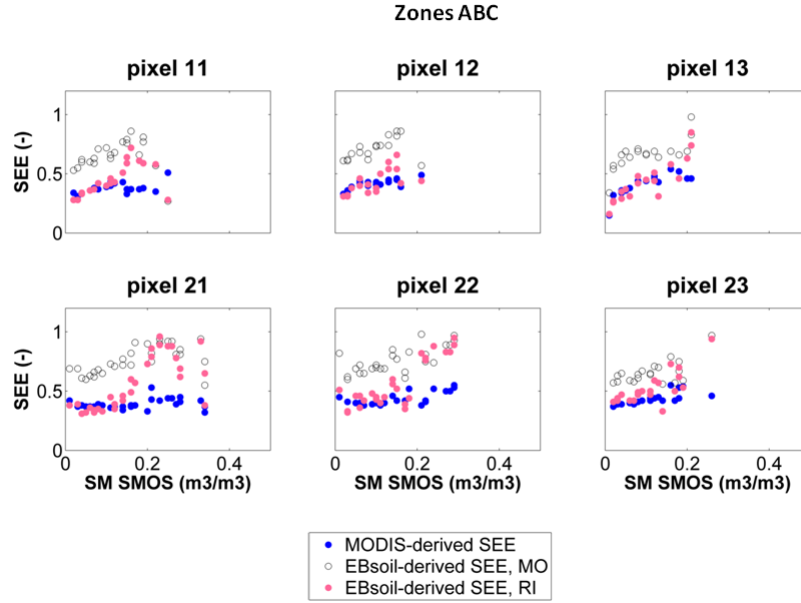 Zones ABC
pixel 11 pixel 12 pixel 13
1
SEE (-)
0.5
0
pixel 21 pixel 22 pixel 23
1
SEE (-)
0.5
0
0 0.2 0.4 0 0.2 0.4 0 0.2 0.4
SM SMOS (m3/m3) SM SMOS (m3/m3) SM SMOS (m3/m3)
MODIS-derived SEE
EBsoil-derived SEE, MO
EBsoil-derived SEE, RI